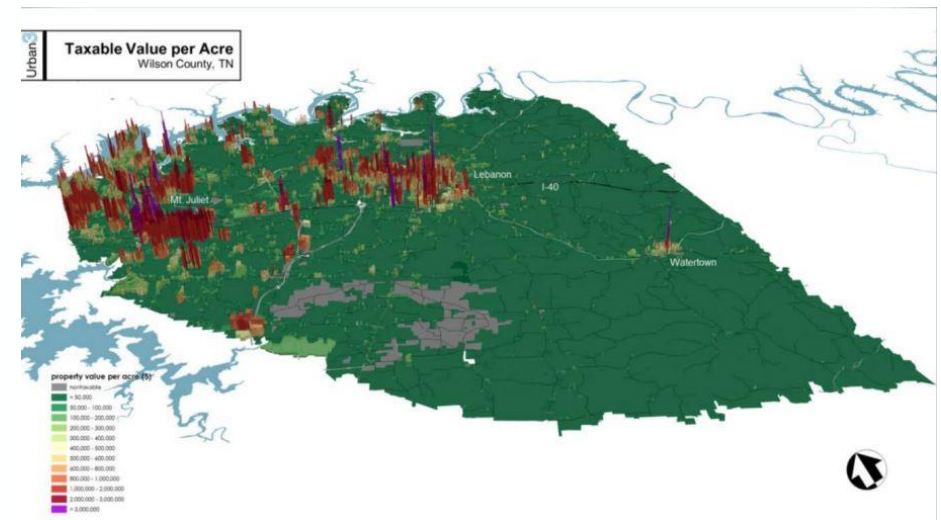 Urban3
Taxable Value per Acre
Wilson County, TN
Lebanon
I-40
Mt. Juliet
Watertown
property value per acre ($)
nontaxable
< 50,000
50,000 - 100,000
100,000 - 200,000
200,000 - 300,000
300,000 - 400,000
400,000 - 500,000
500,000 - 600,000
600,000 - 800,000
800,000 - 1,000,000
1,000,000 - 2,000,000
2,000,000 - 3,000,000
> 3,000,000